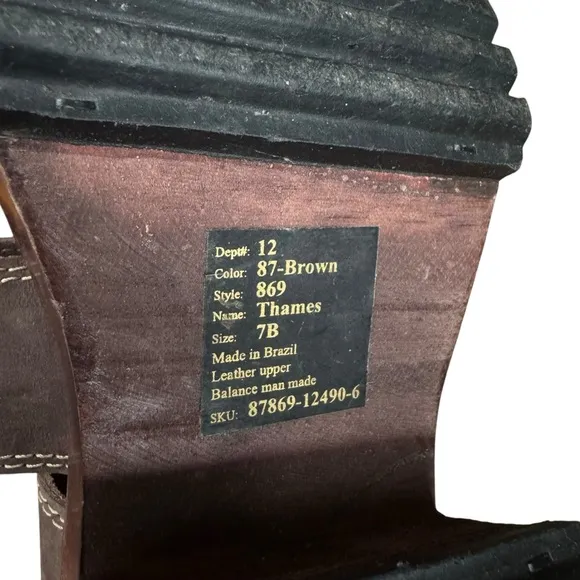 Dept#: 12
Color: 87-Brown
Style: 869
Name: Thames
Size: 7B
Made in Brazil
Leather upper
Balance man made
SKU: 87869-12490-6